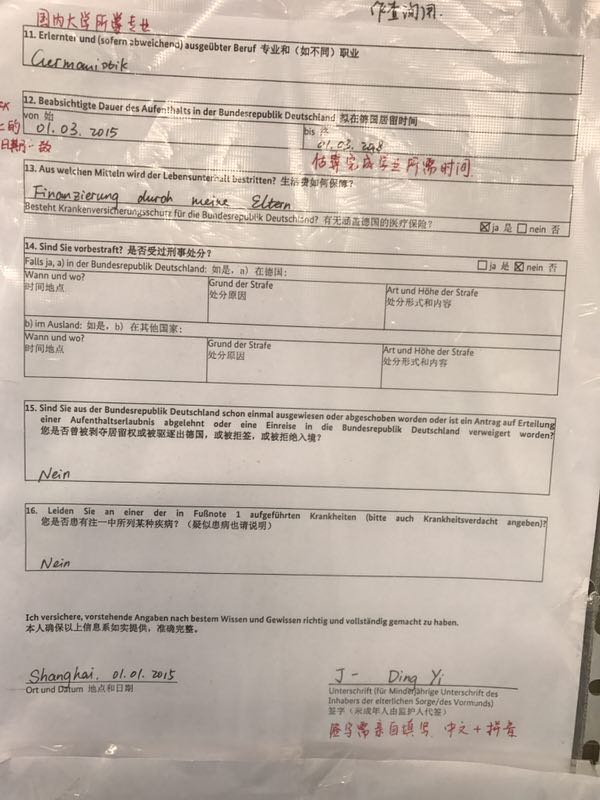 作查询用.
国内大学所学专业
11. Erlernter und (sofern abweichend) ausgeübter Beruf 专业和（如不同）职业
Germanistik
12. Beabsichtigte Dauer des Aufenthalts in der Bundesrepublik Deutschland 拟在德国居留时间
von 始
bis 终
上的
01.03.2015
01.03.
日期一致
估算完成学业所需时间.
13. Aus welchen Mitteln wird der Lebensunterhalt bestritten? 生活费如何保障?
Finanzierung durch meine Eltern
Besteht Krankenversicherungsschutz für die Bundesrepublik Deutschland? 有无涵盖德国的医疗保险?
☒ ja 是 ☐ nein 否
14. Sind Sie vorbestraft? 是否受过刑事处分?
Falls ja, a) in der Bundesrepublik Deutschland: 如是，a）在德国:
☐ ja 是 ☒ nein 否
Wann und wo?
时间地点
Grund der Strafe
处分原因
Art und Höhe der Strafe
处分形式和内容
b) im Ausland: 如是，b）在其他国家:
Wann und wo?
时间地点
Grund der Strafe
处分原因
Art und Höhe der Strafe
处分形式和内容
15. Sind Sie aus der Bundesrepublik Deutschland schon einmal ausgewiesen oder abgeschoben worden oder ist ein Antrag auf Erteilung
einer Aufenthaltserlaubnis abgelehnt oder eine Einreise in die Bundesrepublik Deutschland verweigert worden?
您是否曾被剥夺居留权或被驱逐出德国，或被拒签，或被拒绝入境?
Nein
16. Leiden Sie an einer der in Fußnote 1 aufgeführten Krankheiten (bitte auch Krankheitsverdacht angeben)?
您是否患有注一中所列某种疾病?（疑似患病也请说明）
Nein
Ich versichere, vorstehende Angaben nach bestem Wissen und Gewissen richtig und vollständig gemacht zu haben.
本人确保以上信息系如实提供，准确完整。
Shanghai, 01.01.2015
Ort und Datum 地点和日期
J- Ding Yi
Unterschrift (für Minderjährige Unterschrift des
Inhabers der elterlichen Sorge/des Vormunds)
签字（未成年人由监护人代签）
签字需亲自填写 中文+拼音